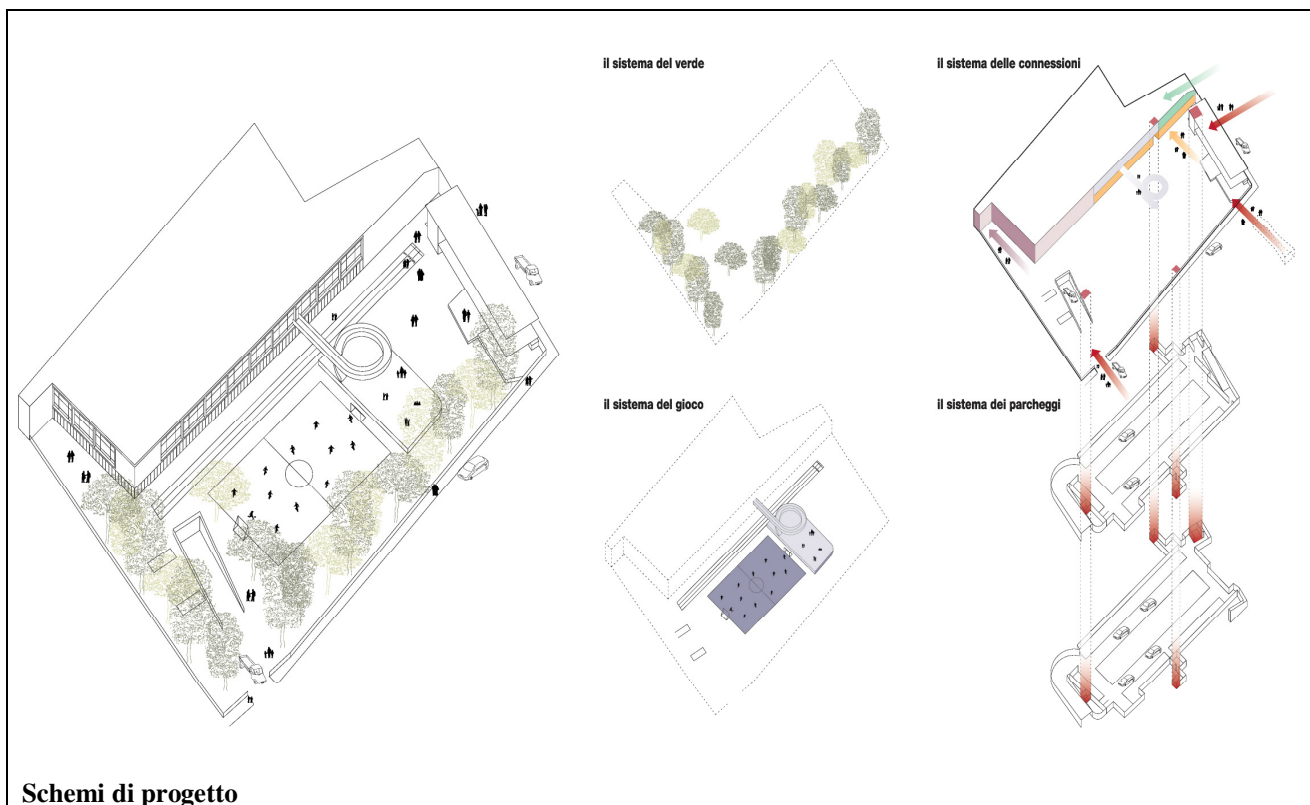 il sistema del verde
il sistema delle connessioni
il sistema del gioco
il sistema dei parcheggi
Schemi di progetto